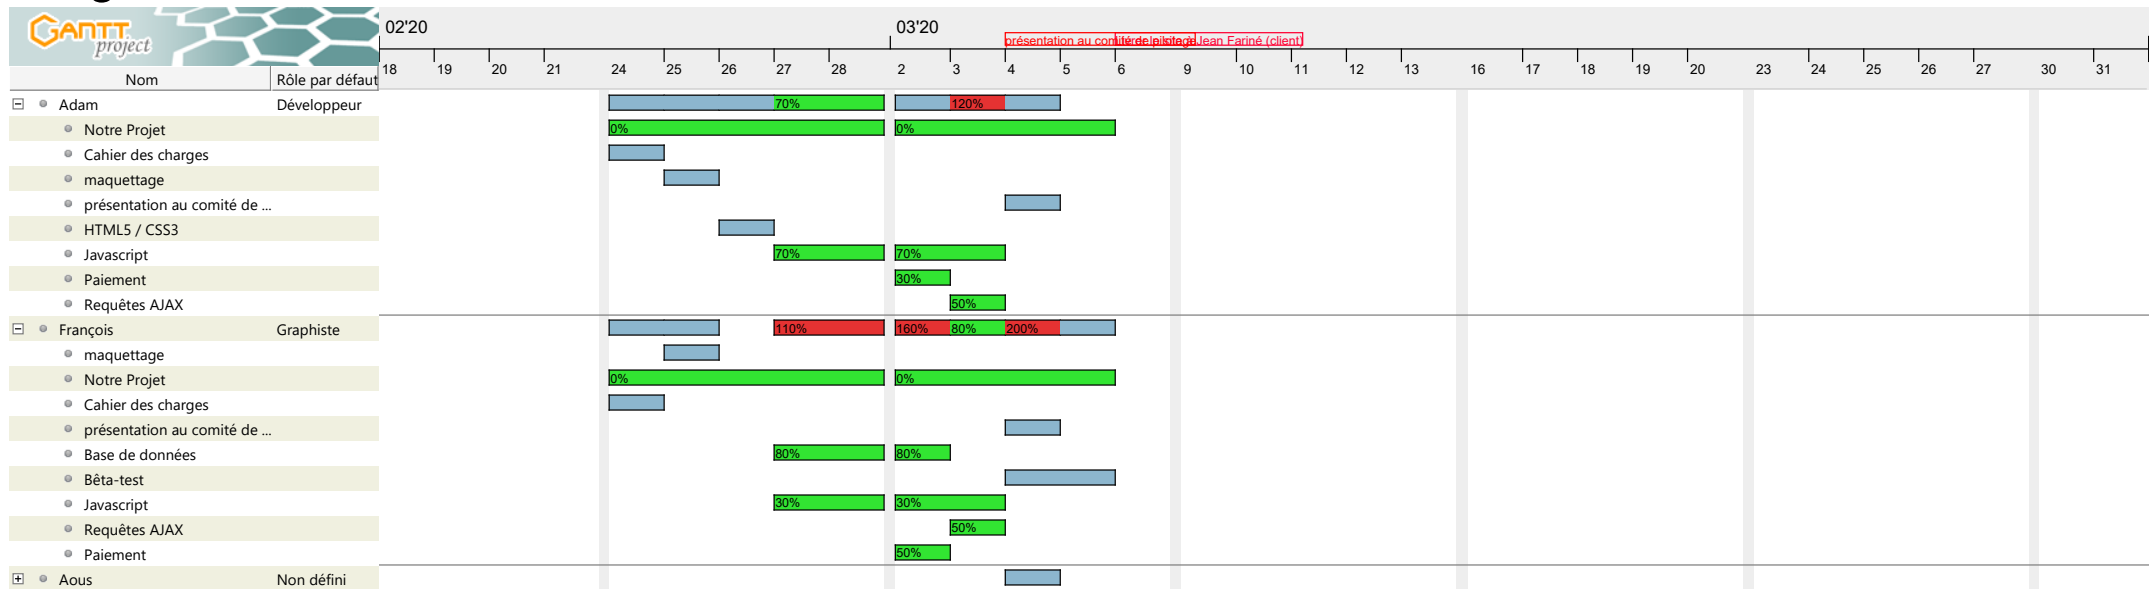 GANTT
project
02'20
03'20
présentation au comité de pilotage
Jean Fariné (client)
18 19 20 21 24 25 26 27 28 2 3 4 5 6 9 10 11 12 13 16 17 18 19 20 23 24 25 26 27 30 31
Nom Rôle par défaut
Adam Développeur 70% 120%
Notre Projet 0% 0%
Cahier des charges
maquettage
présentation au comité de ...
HTML5 / CSS3
Javascript 70% 70%
Paiement 30%
Requêtes AJAX 50%
François Graphiste 110% 160% 80% 200%
maquettage
Notre Projet 0% 0%
Cahier des charges
présentation au comité de ...
Base de données 80% 80%
Bêta-test
Javascript 30% 30%
Requêtes AJAX 50%
Paiement 50%
Aous Non défini